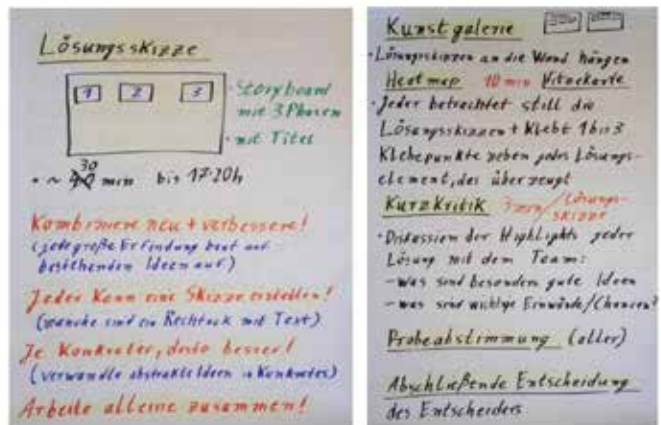 Lösungsskizze
1 2 3
· Storyboard
mit 3 Phasen
· mit Titel
30
· ~ min bis 17:20h
Kombiniere neu + verbessere!
(jede große Erfindung baut auf
bestehenden Ideen auf)
Jeder kann eine Skizze erstellen!
(manche sind ein Rechteck mit Text)
Je konkreter, desto besser!
(verwandle abstrakte Ideen in Konkretes)
Arbeite alleine zusammen!
Kunstgalerie
· Lösungsskizzen an die Wand hängen
Heatmap 10 min
· Jeder betrachtet still die
Lösungsskizzen + klebt 1 bis 3
Klebepunkte neben jedes Lösungs-
element, das überzeugt
Kurzkritik 3 min / Lösungs-
skizze
· Diskussion der Highlights jeder
Lösung mit dem Team:
- was sind besonders gute Ideen
- was sind wichtige Einwände/Chancen?
Probeabstimmung (aller)
Abschließende Entscheidung
des Entscheiders